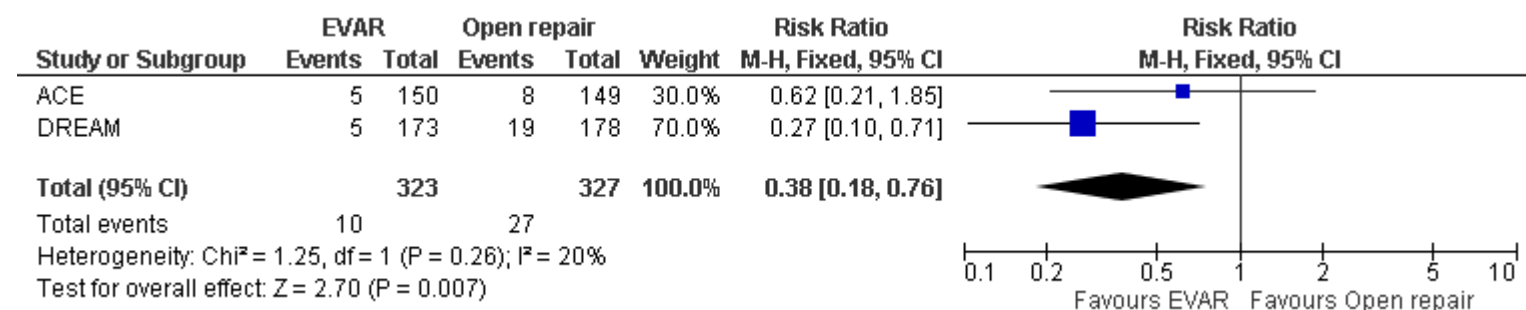 EVAR Open repair Risk Ratio Risk Ratio
Study or Subgroup Events Total Events Total Weight M-H, Fixed, 95% CI M-H, Fixed, 95% CI
ACE 5 150 8 149 30.0% 0.62 [0.21, 1.85]
DREAM 5 173 19 178 70.0% 0.27 [0.10, 0.71]
Total (95% CI) 323 327 100.0% 0.38 [0.18, 0.76]
Total events 10 27
Heterogeneity: Chi² = 1.25, df = 1 (P = 0.26); I² = 20%
Test for overall effect: Z = 2.70 (P = 0.007)
0.1 0.2 0.5 1 2 5 10
Favours EVAR Favours Open repair